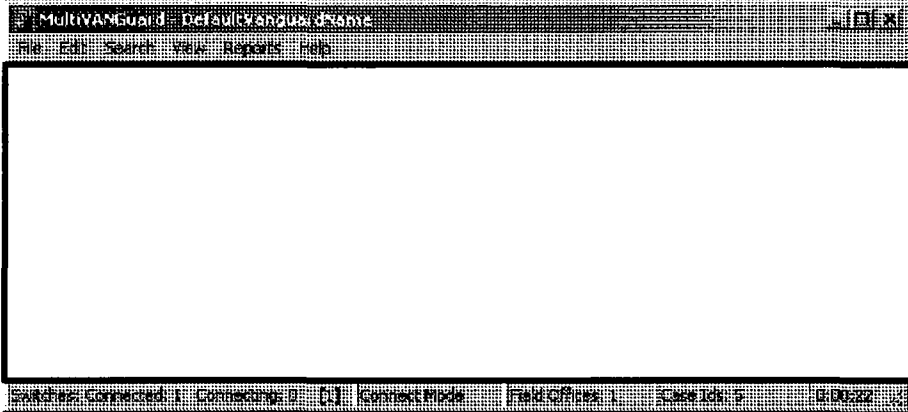 MultiVANGuard - DefaultVanguardName
File Edit Search View Reports Help
Switches: Connected: 1 Connecting: 0 [1] Connect Mode Field Offices: 1 Case Ids: 5 0:00:22